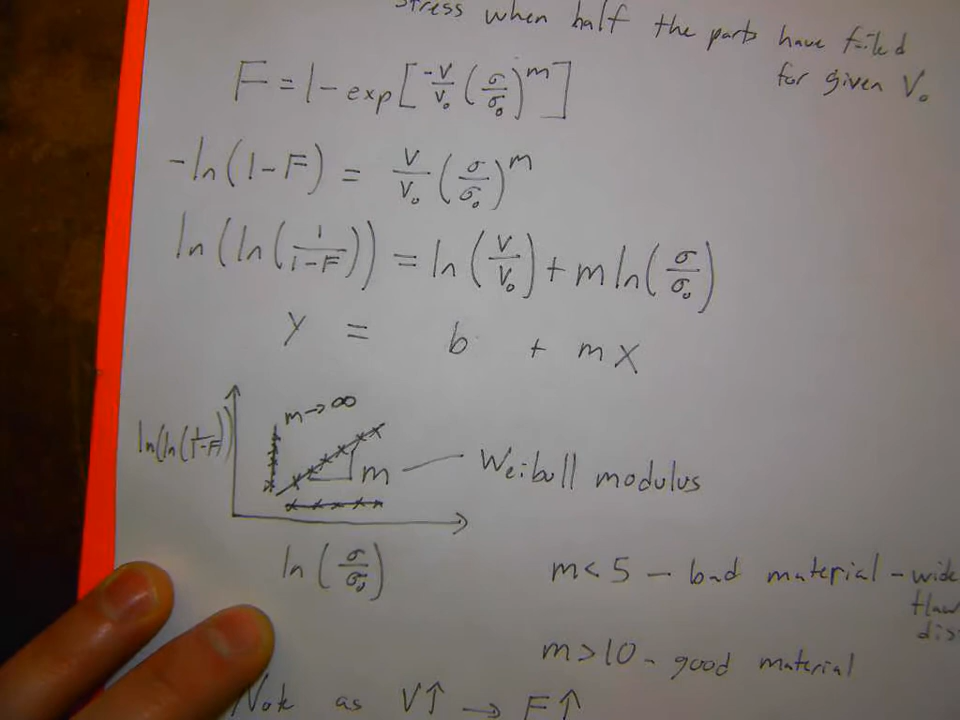 stress when half the parts have failed
for given V₀
F = 1 - exp[-V/V₀ (σ/σ₀)^m]
-ln(1-F) = V/V₀ (σ/σ₀)^m
ln(ln(1/(1-F))) = ln(V/V₀) + m ln(σ/σ₀)
y = b + mx
m→∞
ln(ln(1/(1-F)))
m — Weibull modulus
ln(σ/σ₀)
m<5 - bad material - wide
flaw
m>10 - good material
Note as V↑ → F↑